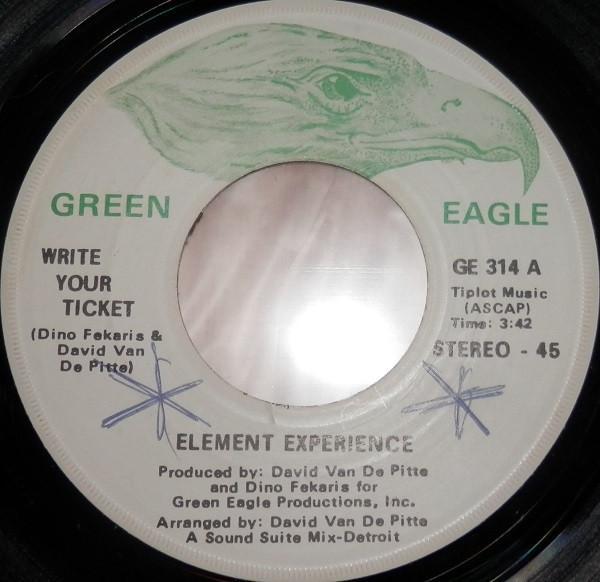 GREEN EAGLE
WRITE
YOUR
TICKET
(Dino Fekaris &
David Van
De Pitte)
GE 314 A
Tiplot Music
(ASCAP)
Time: 3:42
STEREO - 45
ELEMENT EXPERIENCE
Produced by: David Van De Pitte
and Dino Fekaris for
Green Eagle Productions, Inc.
Arranged by: David Van De Pitte
A Sound Suite Mix-Detroit